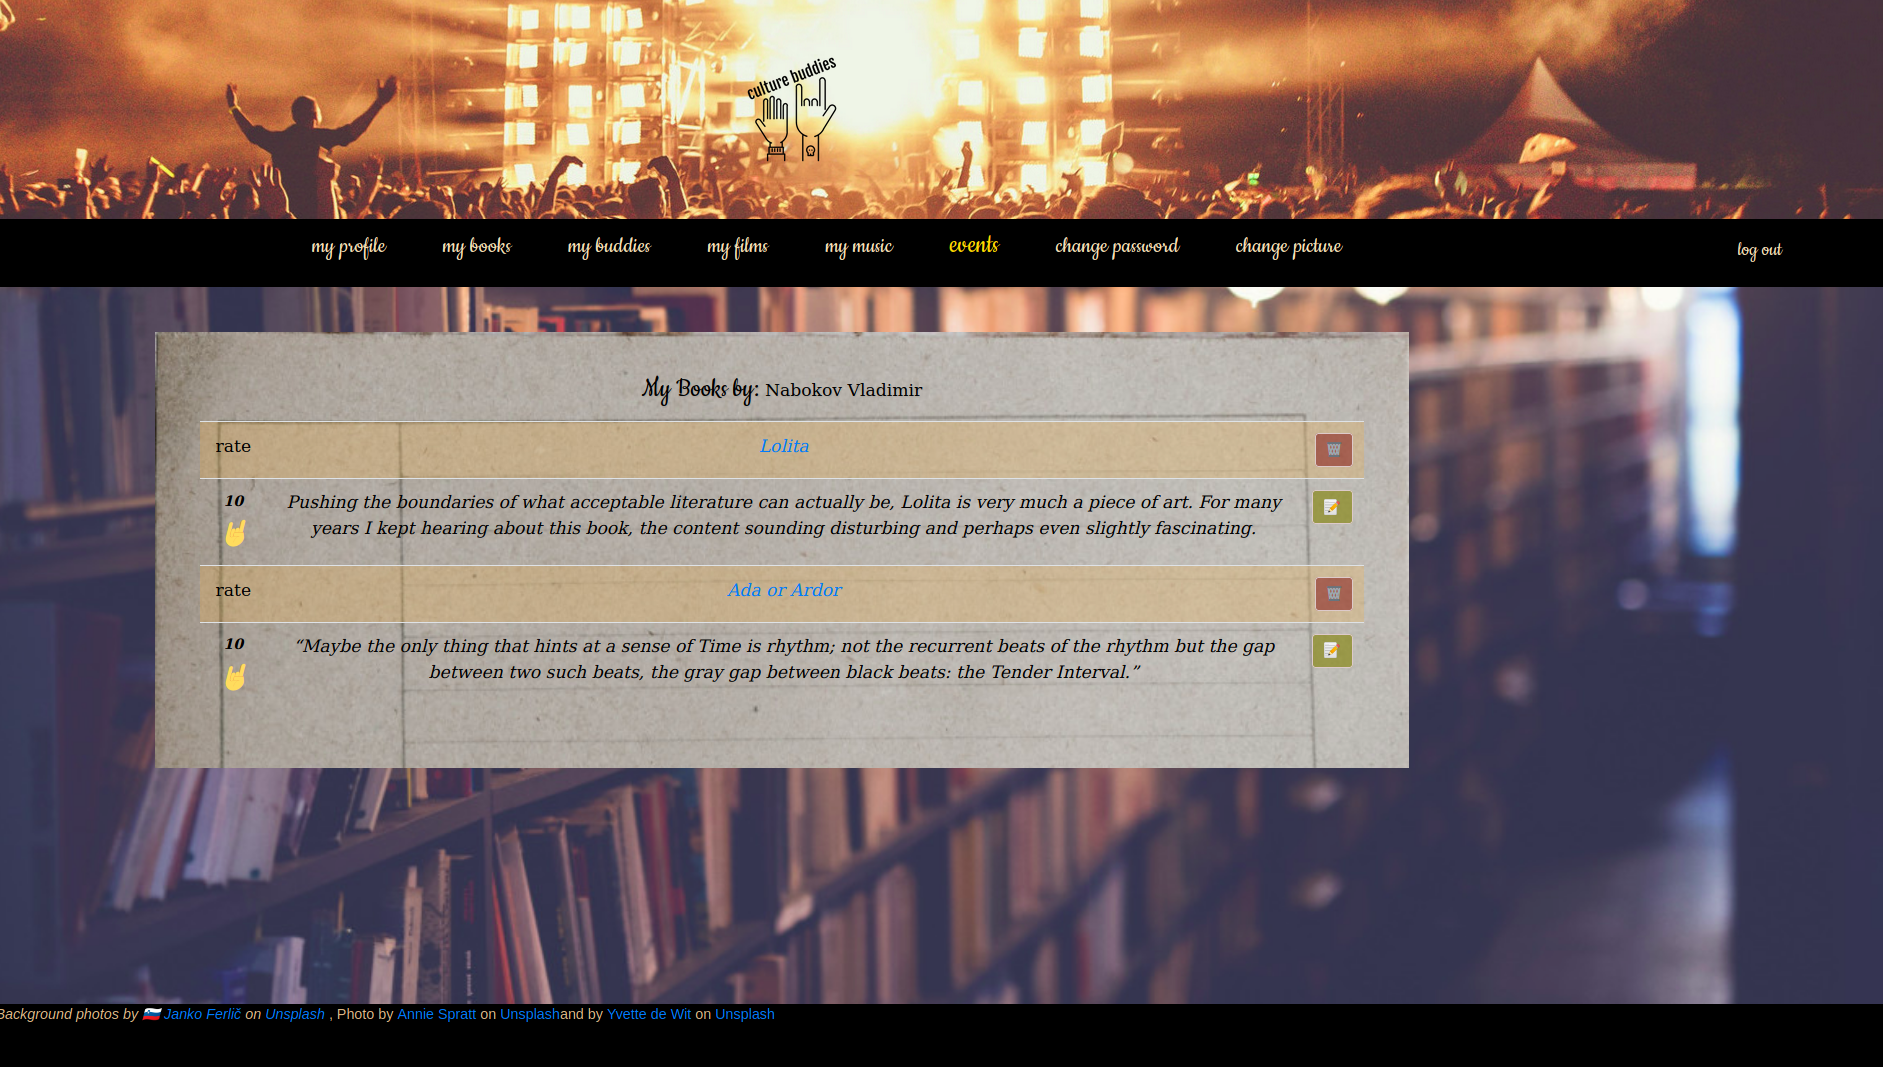 culture buddies
my profile my books my buddies my films my music events change password change picture log out
My Books by: Nabokov Vladimir
rate Lolita
10 Pushing the boundaries of what acceptable literature can actually be, Lolita is very much a piece of art. For many
years I kept hearing about this book, the content sounding disturbing and perhaps even slightly fascinating.
rate Ada or Ardor
10 “Maybe the only thing that hints at a sense of Time is rhythm; not the recurrent beats of the rhythm but the gap
between two such beats, the gray gap between black beats: the Tender Interval.”
Background photos by 🇸🇮 Janko Ferlič on Unsplash , Photo by Annie Spratt on Unsplashand by Yvette de Wit on Unsplash